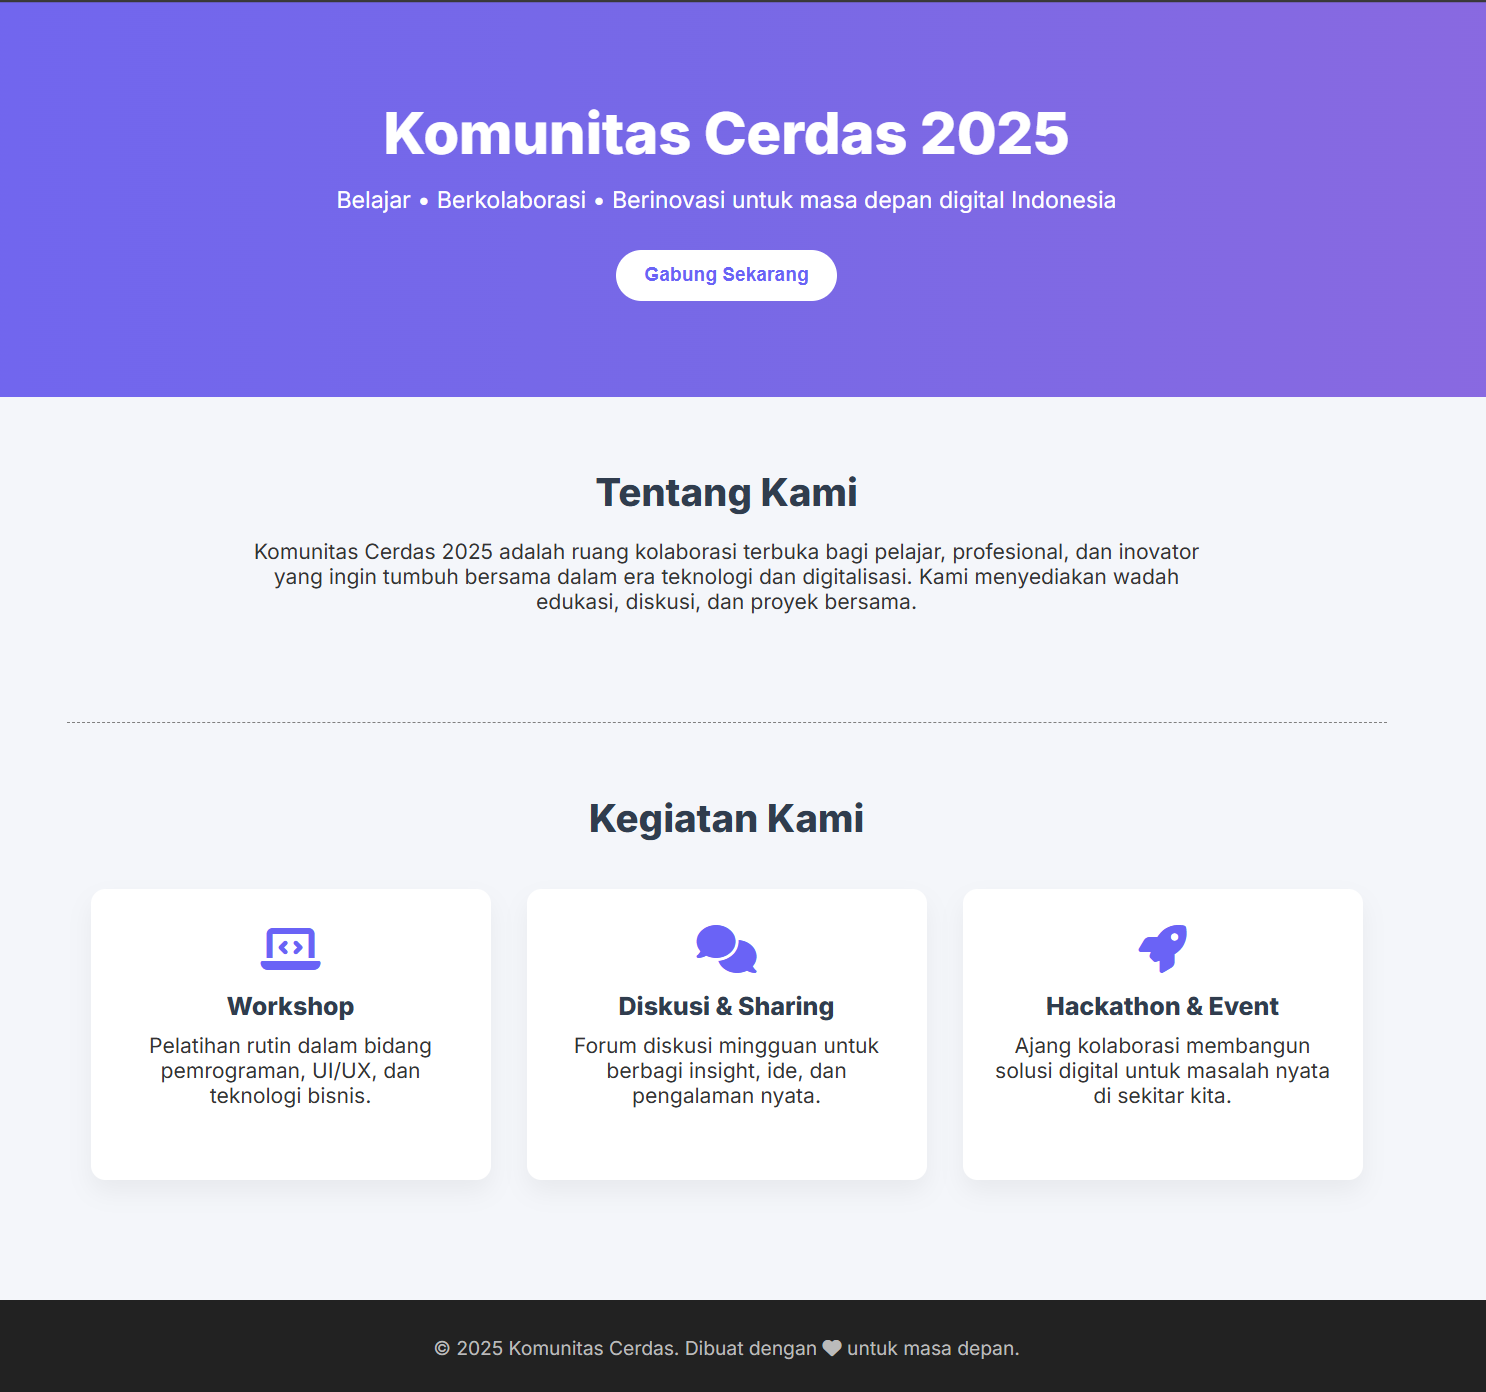 Komunitas Cerdas 2025
Belajar • Berkolaborasi • Berinovasi untuk masa depan digital Indonesia
Gabung Sekarang
Tentang Kami
Komunitas Cerdas 2025 adalah ruang kolaborasi terbuka bagi pelajar, profesional, dan inovator
yang ingin tumbuh bersama dalam era teknologi dan digitalisasi. Kami menyediakan wadah
edukasi, diskusi, dan proyek bersama.
Kegiatan Kami
Workshop
Pelatihan rutin dalam bidang
pemrograman, UI/UX, dan
teknologi bisnis.
Diskusi & Sharing
Forum diskusi mingguan untuk
berbagi insight, ide, dan
pengalaman nyata.
Hackathon & Event
Ajang kolaborasi membangun
solusi digital untuk masalah nyata
di sekitar kita.
© 2025 Komunitas Cerdas. Dibuat dengan ♥ untuk masa depan.